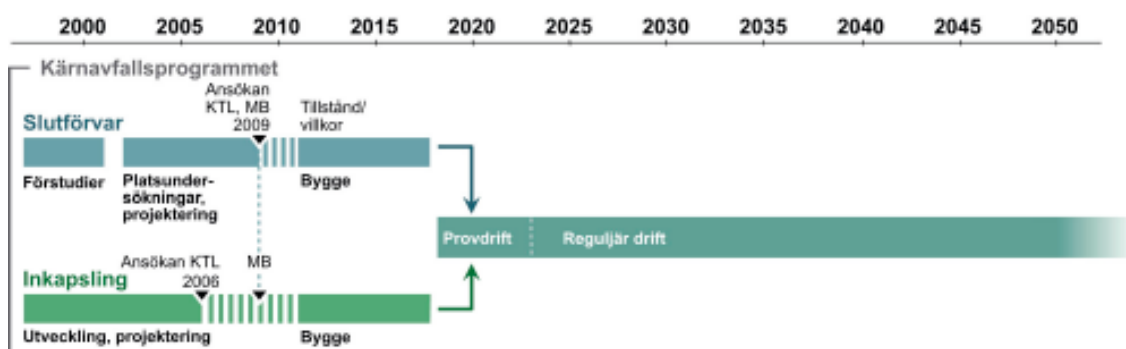 2000 2005 2010 2015 2020 2025 2030 2035 2040 2045 2050
Kärnavfallsprogrammet
Ansökan
KTL, MB
2009
Tillstånd/
villkor
Slutförvar
Förstudier
Platsunder-
sökningar,
projektering
Bygge
Provdrift
Reguljär drift
Ansökan KTL
2006
MB
Inkapsling
Utveckling, projektering
Bygge